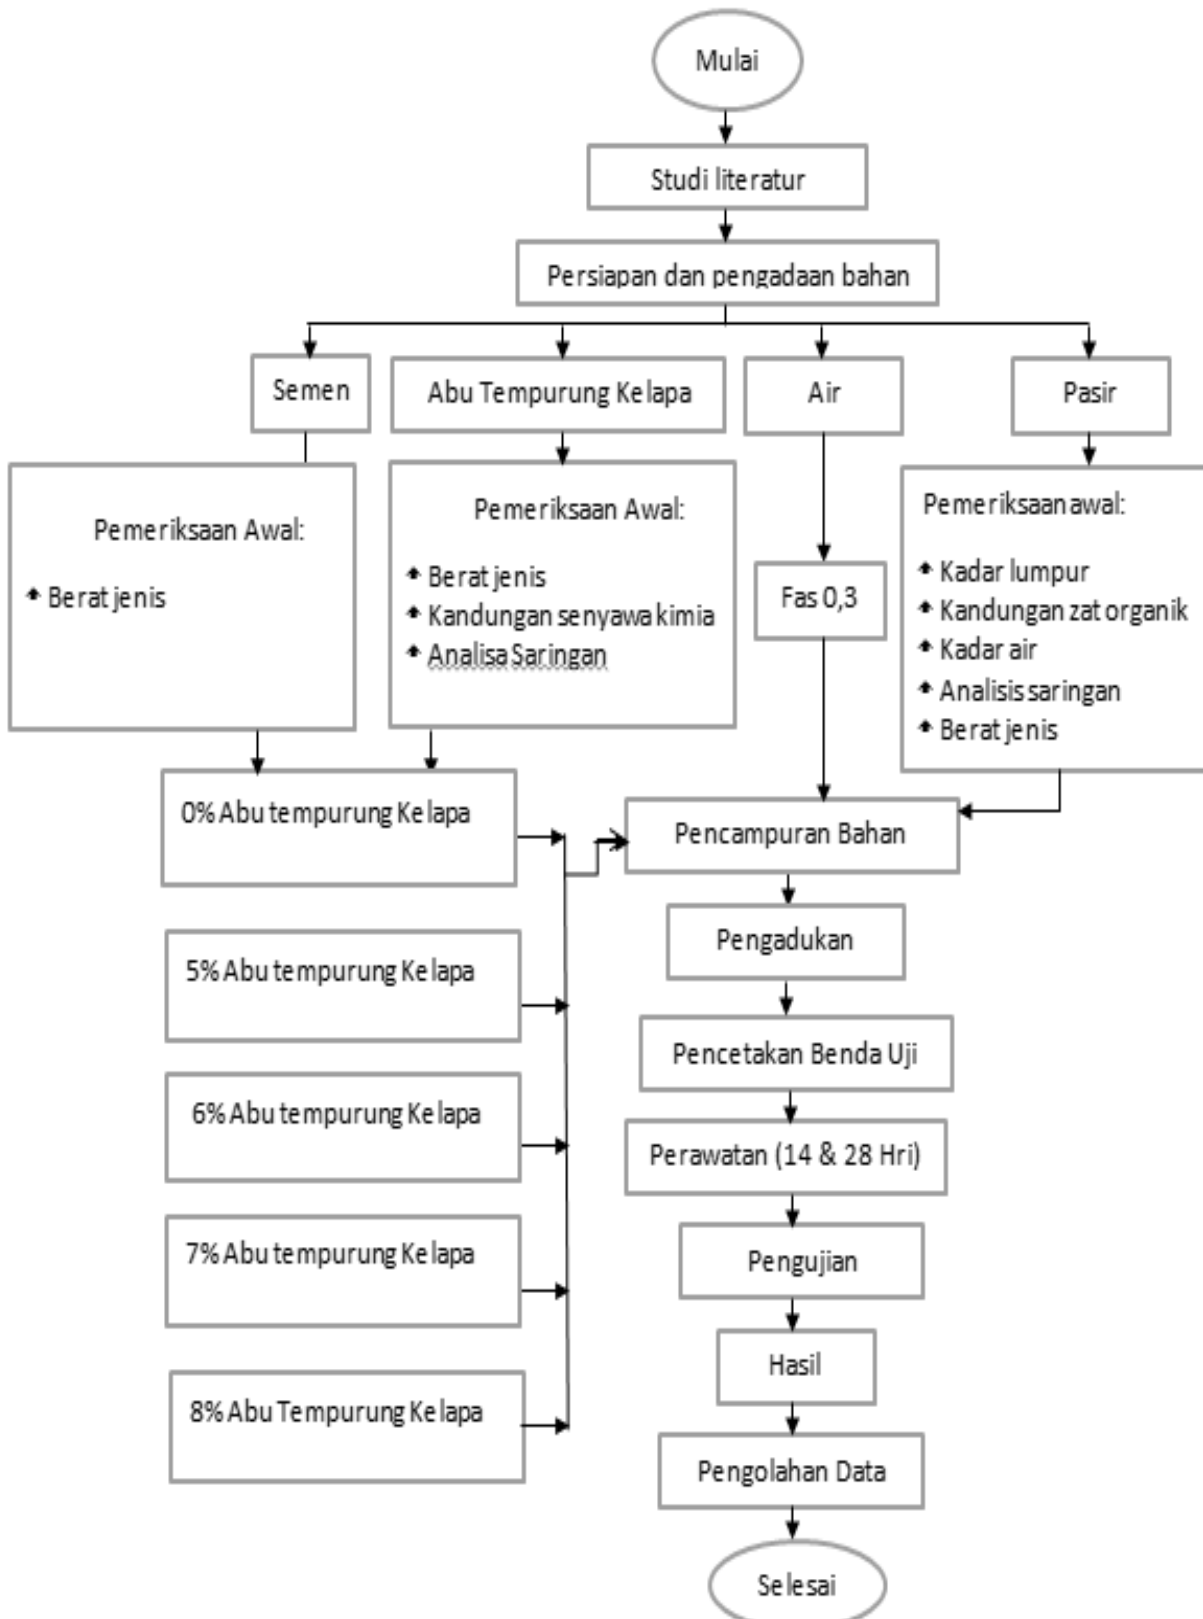 Mulai
Studi literatur
Persiapan dan pengadaan bahan
Semen
Abu Tempurung Kelapa
Air
Pasir
Pemeriksaan Awal:
Berat jenis
Pemeriksaan Awal:
Berat jenis
Kandungan senyawa kimia
Analisa Saringan
Fas 0,3
Pemeriksaan awal:
Kadar lumpur
Kandungan zat organik
Kadar air
Analisis saringan
Berat jenis
0% Abu tempurung Kelapa
5% Abu tempurung Kelapa
6% Abu tempurung Kelapa
7% Abu tempurung Kelapa
8% Abu Tempurung Kelapa
Pencampuran Bahan
Pengadukan
Pencetakan Benda Uji
Perawatan (14 & 28 Hri)
Pengujian
Hasil
Pengolahan Data
Selesai